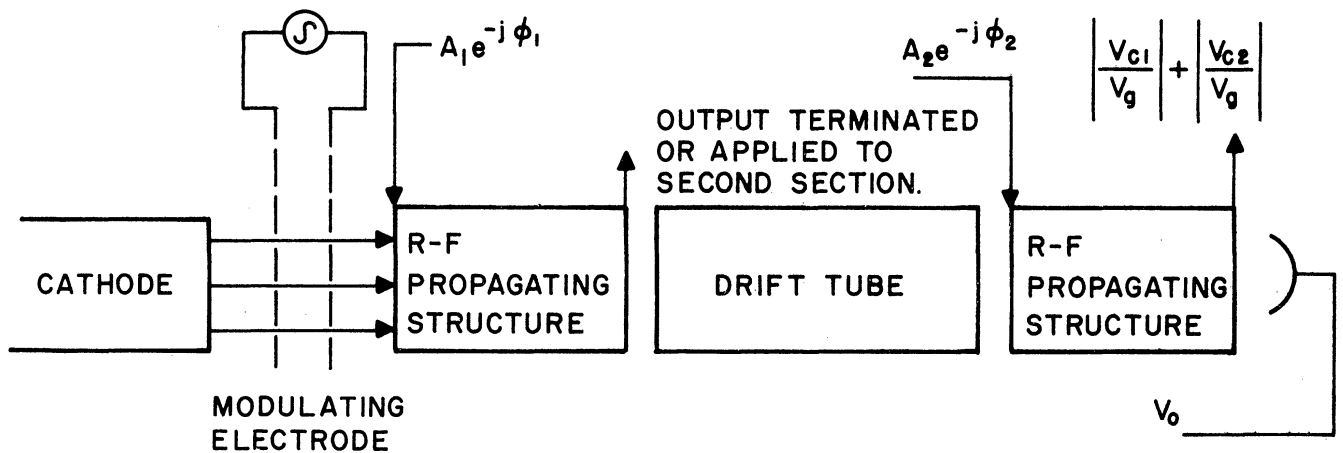 A₁e^{-jϕ₁}
A₂e^{-jϕ₂}
|V_{C1}/V_g| + |V_{C2}/V_g|
OUTPUT TERMINATED
OR APPLIED TO
SECOND SECTION.
CATHODE
R-F
PROPAGATING
STRUCTURE
DRIFT TUBE
R-F
PROPAGATING
STRUCTURE
MODULATING
ELECTRODE
V₀